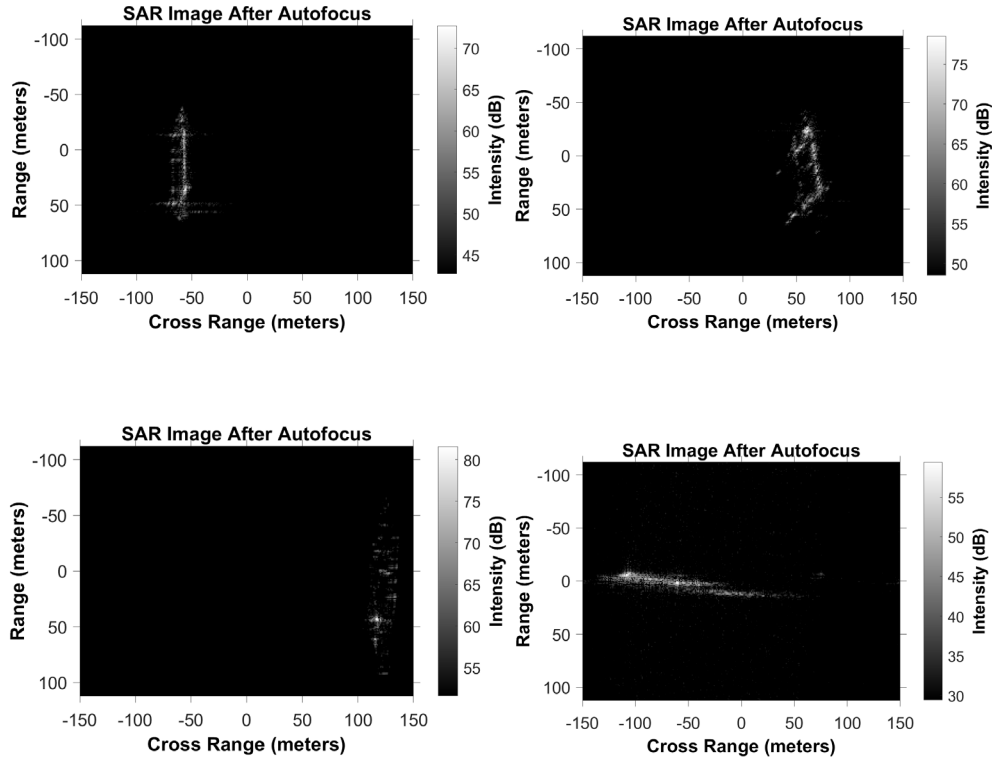 SAR Image After Autofocus
-100
-50
0
50
100
Range (meters)
-150 -100 -50 0 50 100 150
Cross Range (meters)
70
65
60
55
50
45
Intensity (dB)
SAR Image After Autofocus
-100
-50
0
50
100
Range (meters)
-150 -100 -50 0 50 100 150
Cross Range (meters)
75
70
65
60
55
50
Intensity (dB)
SAR Image After Autofocus
-100
-50
0
50
100
Range (meters)
-150 -100 -50 0 50 100 150
Cross Range (meters)
80
75
70
65
60
55
Intensity (dB)
SAR Image After Autofocus
-100
-50
0
50
100
Range (meters)
-150 -100 -50 0 50 100 150
Cross Range (meters)
55
50
45
40
35
30
Intensity (dB)